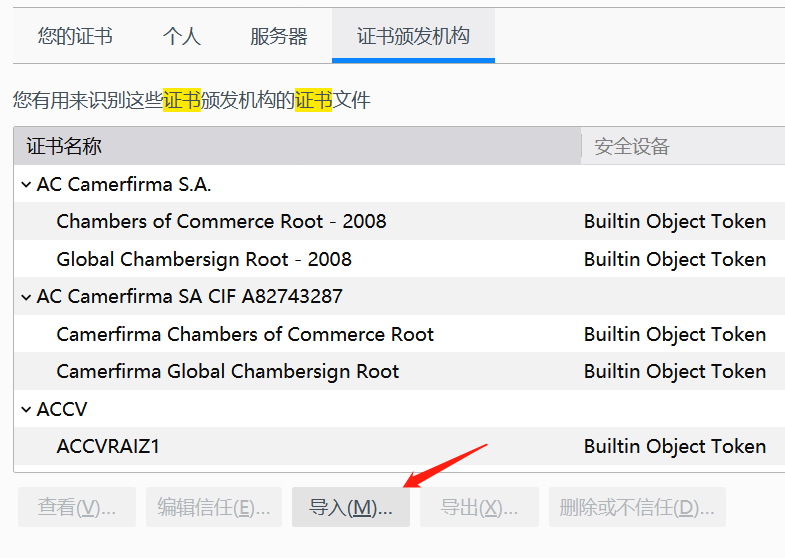 您的证书 个人 服务器 证书颁发机构
您有用来识别这些证书颁发机构的证书文件
证书名称 安全设备
AC Camerfirma S.A.
Chambers of Commerce Root - 2008 Builtin Object Token
Global Chambersign Root - 2008 Builtin Object Token
AC Camerfirma SA CIF A82743287
Camerfirma Chambers of Commerce Root Builtin Object Token
Camerfirma Global Chambersign Root Builtin Object Token
ACCV
ACCVRAIZ1 Builtin Object Token
查看(V)... 编辑信任(E)... 导入(M)... 导出(X)... 删除或不信任(D)...